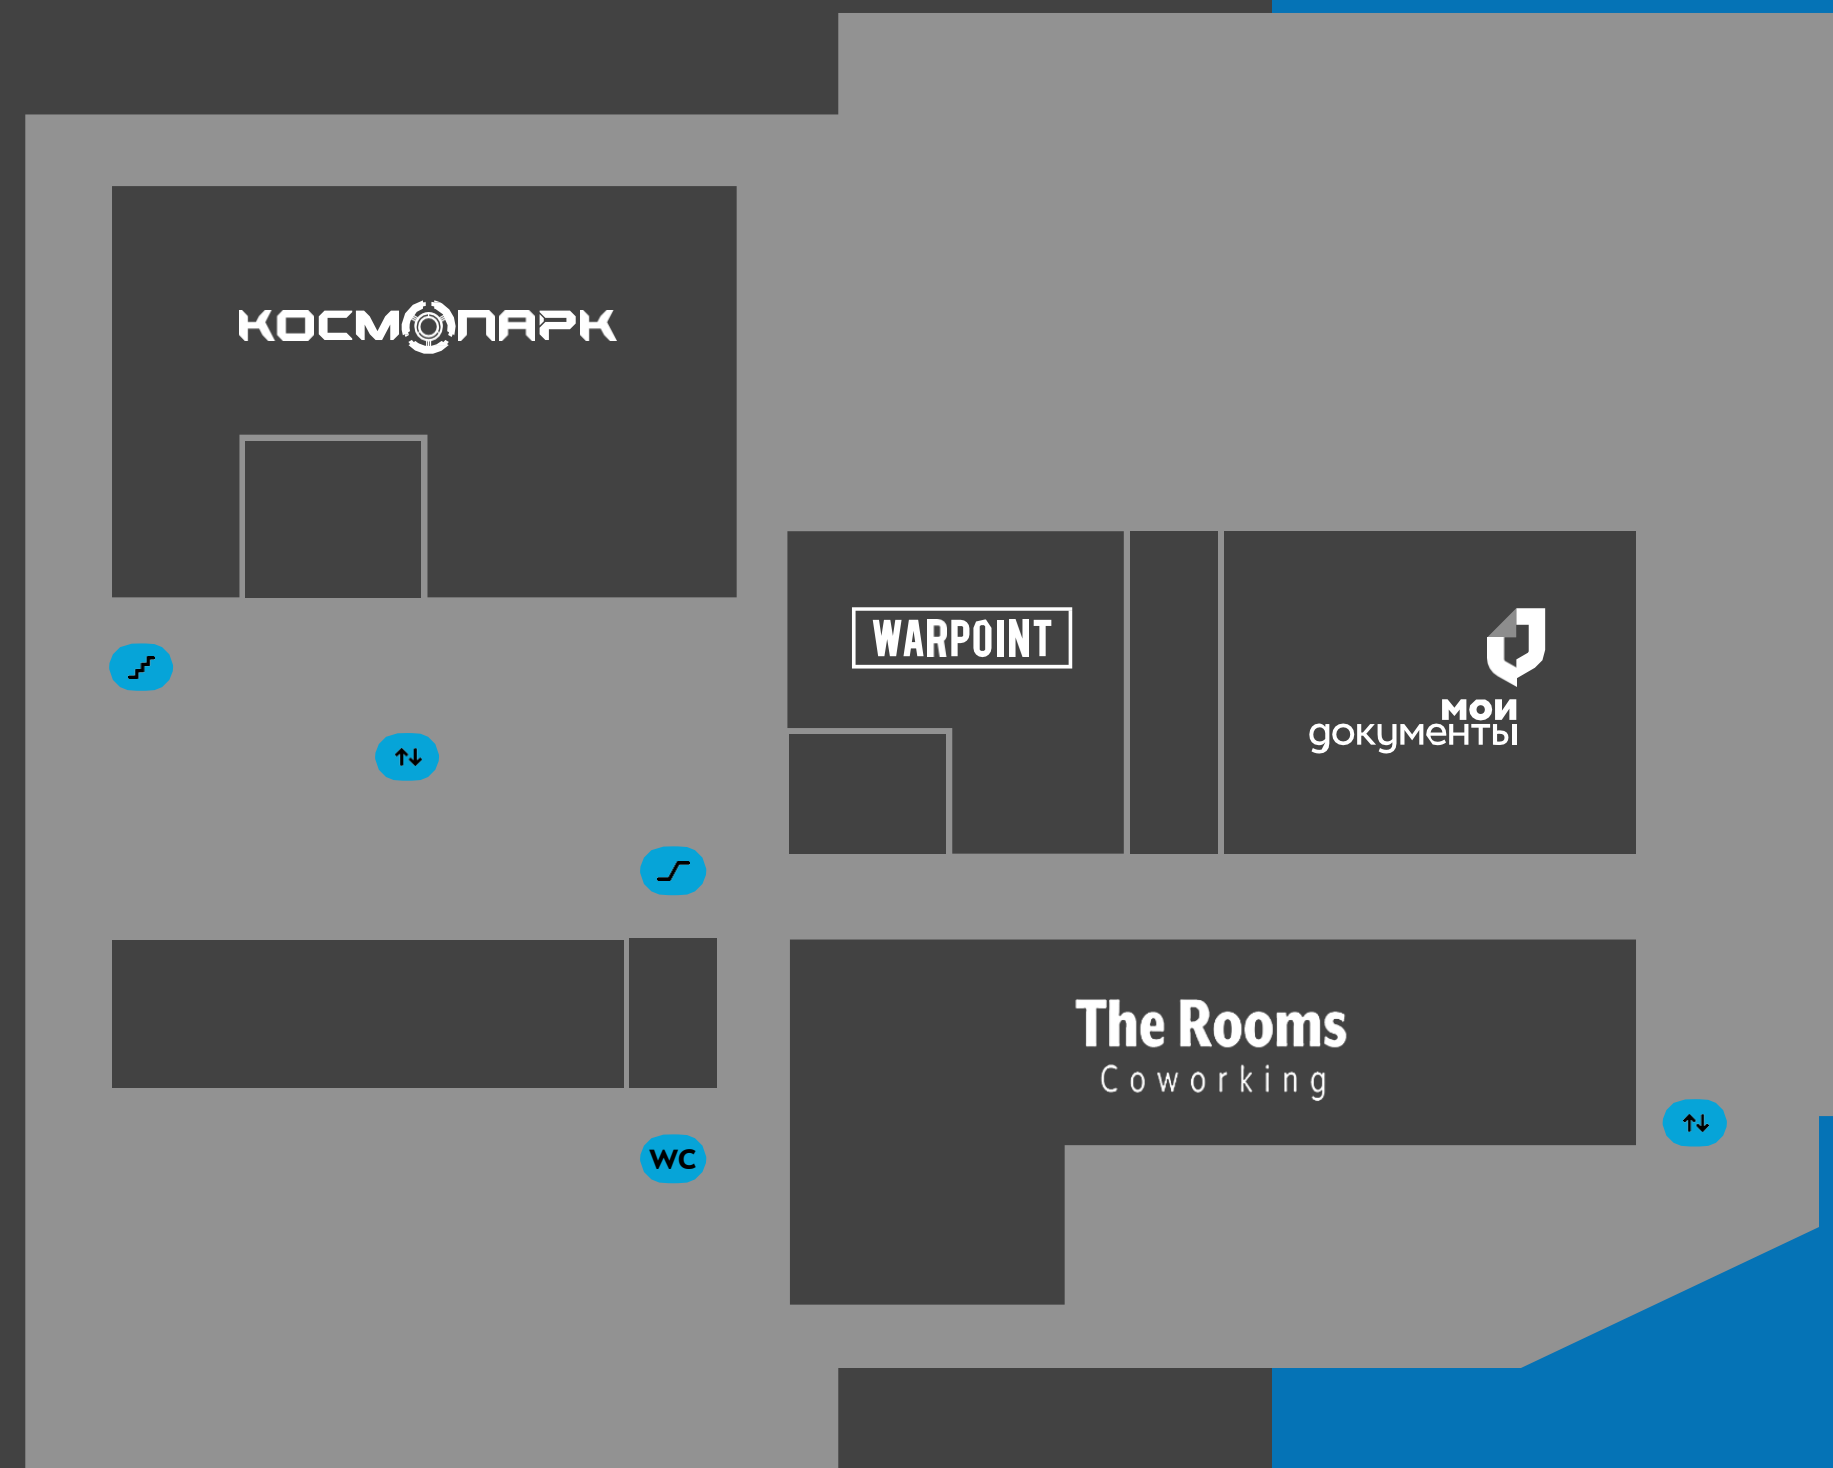 КОСМОПАРК
WARPOINT
мои
документы
The Rooms
Coworking
WC